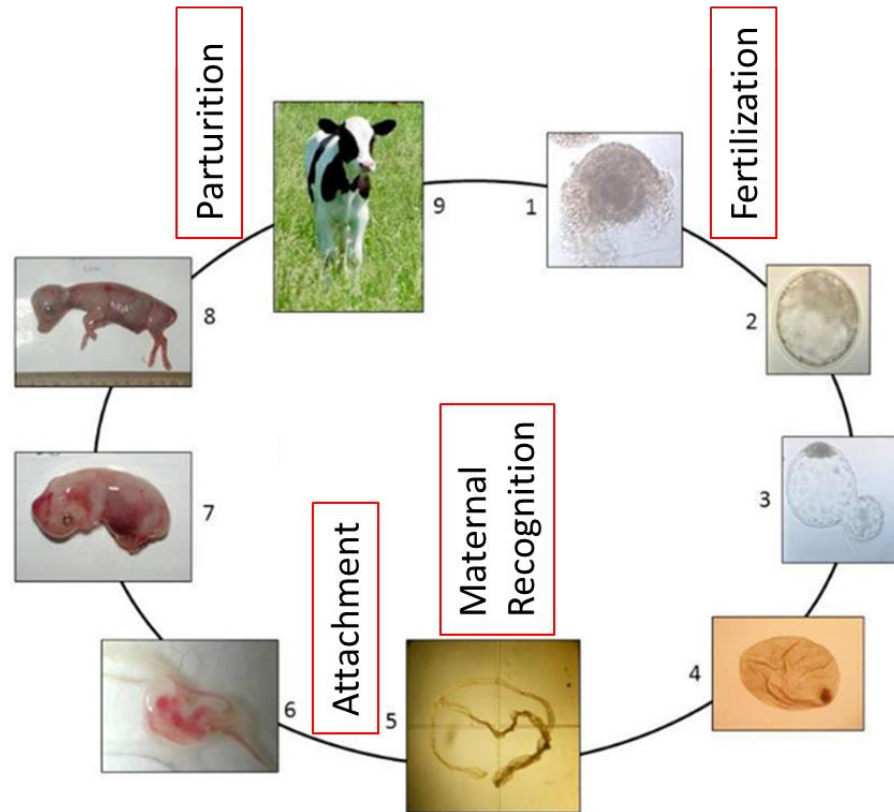 Parturition
Fertilization
9
1
8
2
7
3
Maternal
Recognition
Attachment
4
6
5